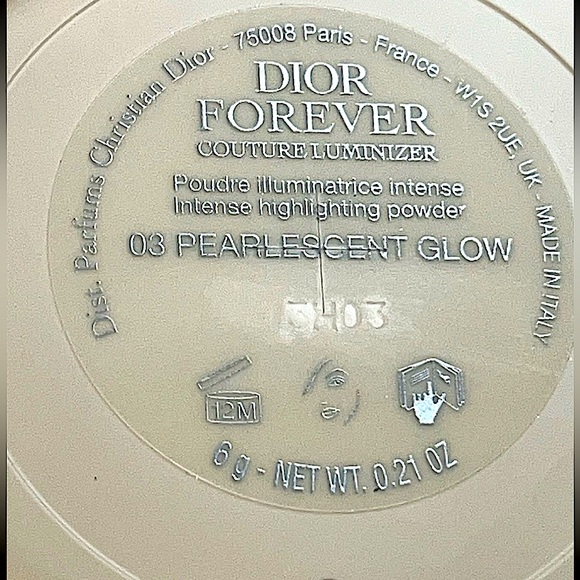 Dist. Parfums Christian Dior - 75008 Paris - France - W1S 2UE, UK - MADE IN ITALY
DIOR
FOREVER
COUTURE LUMINIZER
Poudre illuminatrice intense
Intense highlighting powder
03 PEARLESCENT GLOW
12M
6 g - NET WT. 0.21 OZ